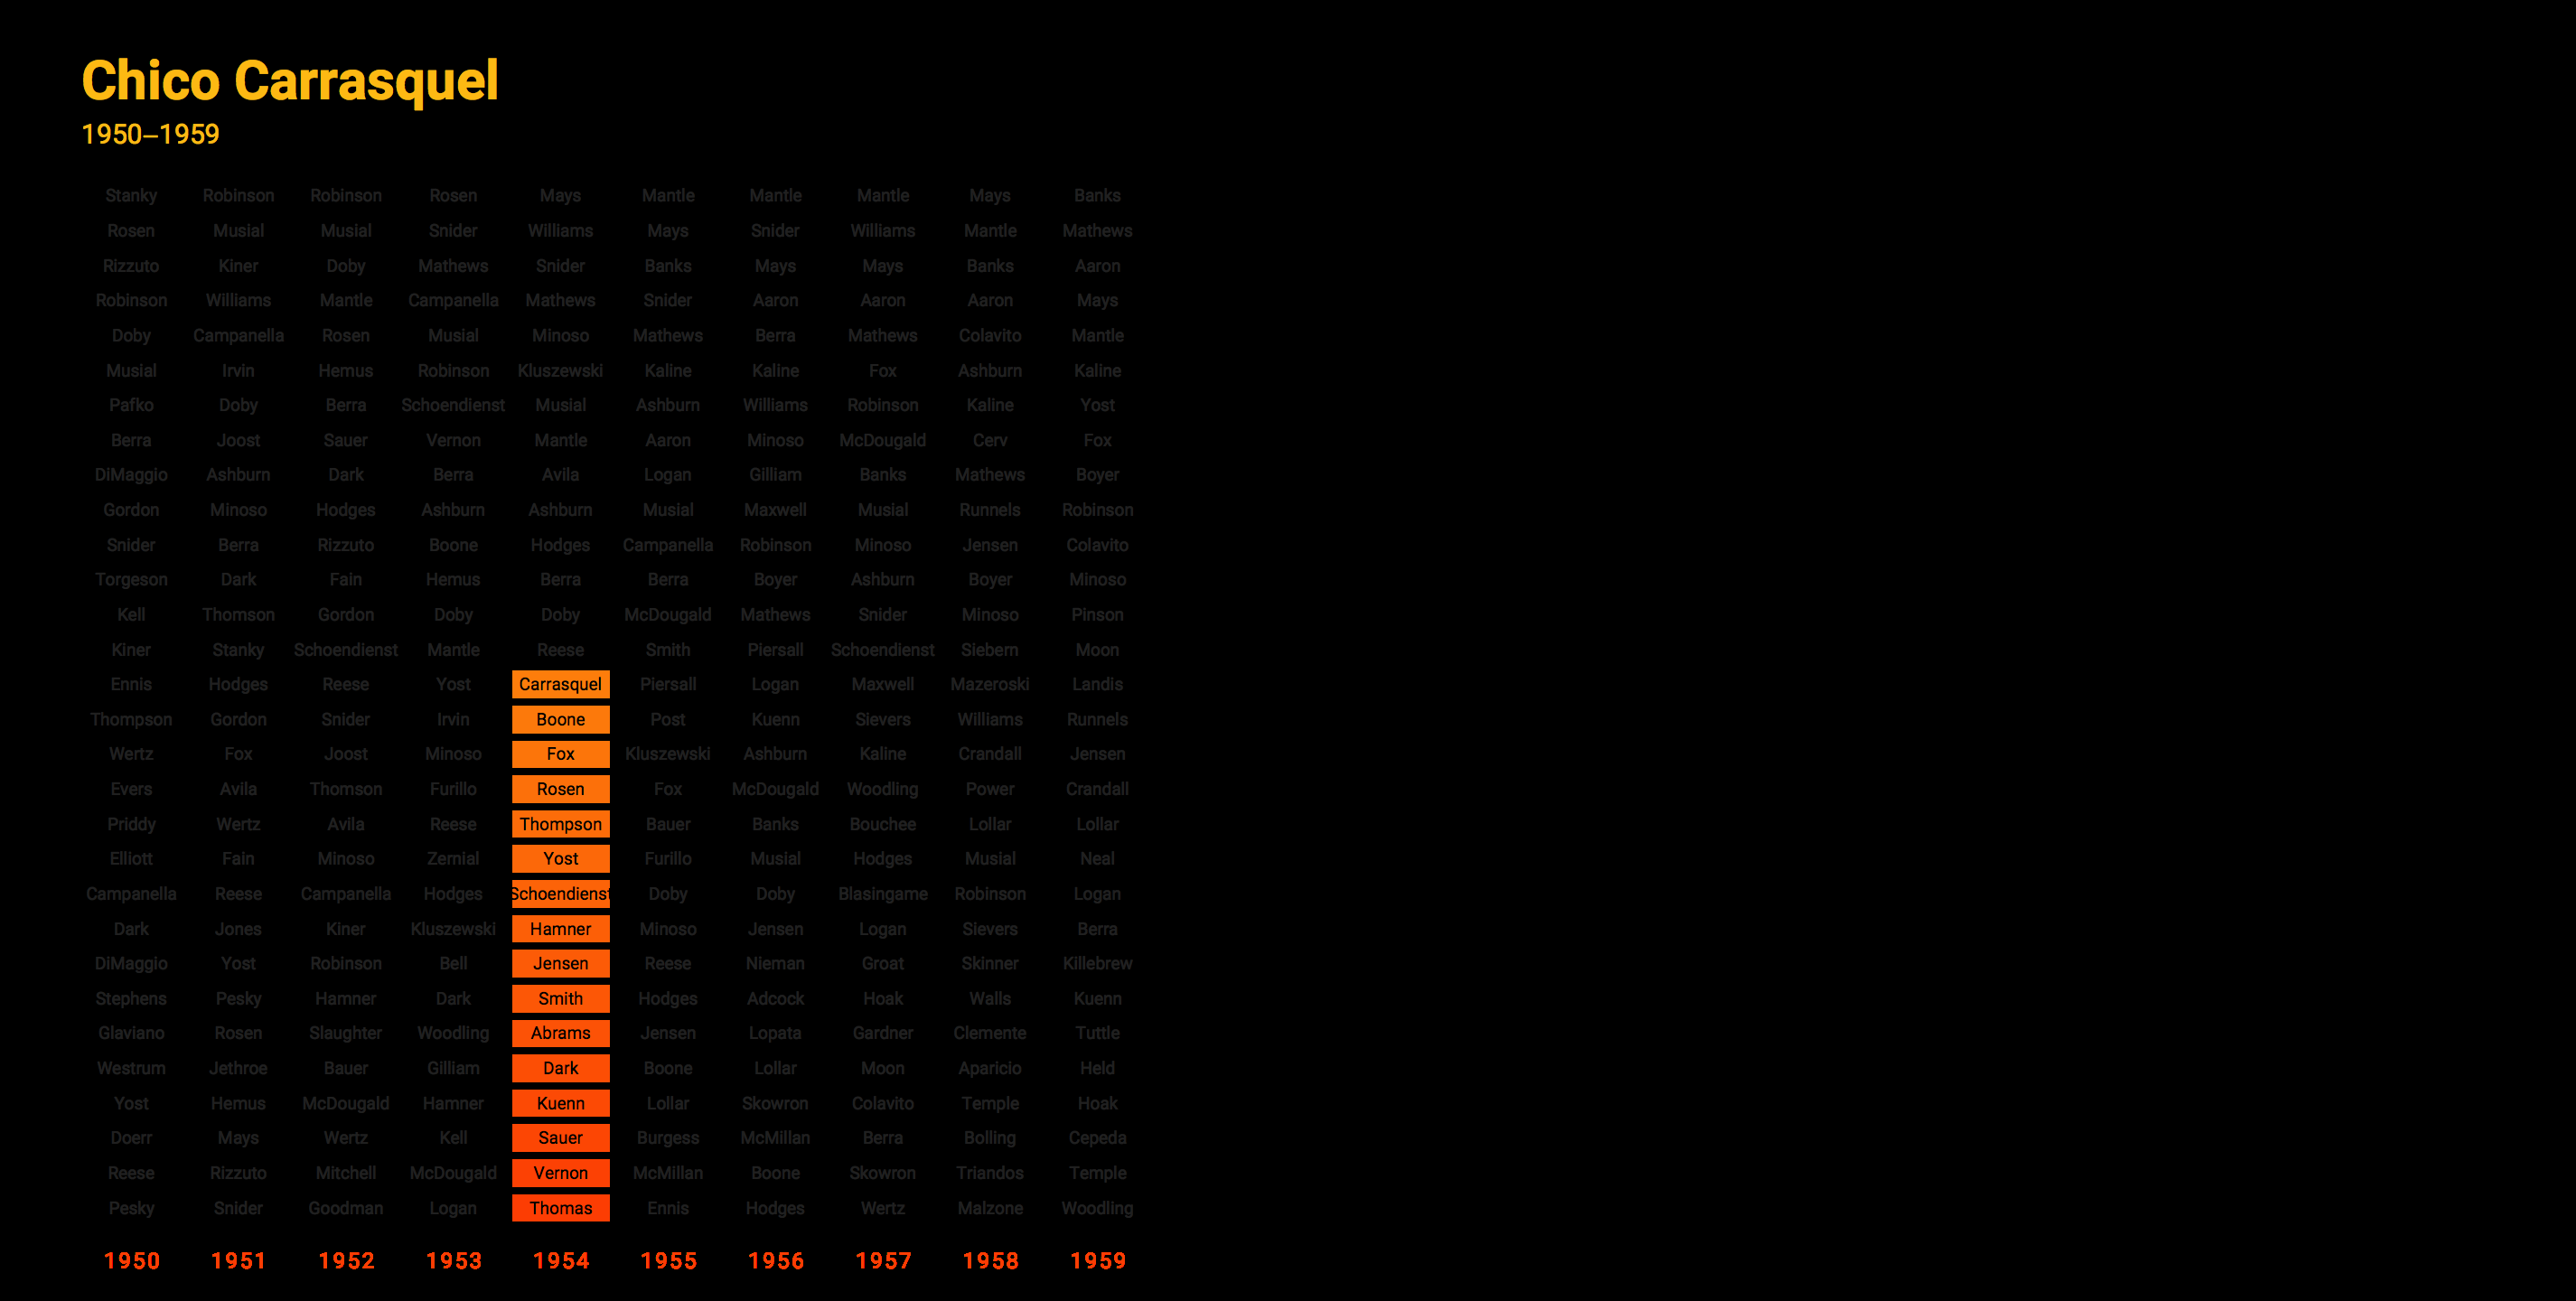 Chico Carrasquel
1950–1959
Stanky Robinson Robinson Rosen Mays Mantle Mantle Mantle Mays Banks
Rosen Musial Musial Snider Williams Mays Snider Williams Mantle Mathews
Rizzuto Kiner Doby Mathews Snider Banks Mays Mays Banks Aaron
Robinson Williams Mantle Campanella Mathews Snider Aaron Aaron Aaron Mays
Doby Campanella Rosen Musial Minoso Mathews Berra Mathews Colavito Mantle
Musial Irvin Hemus Robinson Kluszewski Kaline Kaline Fox Ashburn Kaline
Pafko Doby Berra Schoendienst Musial Ashburn Williams Robinson Kaline Yost
Berra Joost Sauer Vernon Mantle Aaron Minoso McDougald Cerv Fox
DiMaggio Ashburn Dark Berra Avila Logan Gilliam Banks Mathews Boyer
Gordon Minoso Hodges Ashburn Ashburn Musial Maxwell Musial Runnels Robinson
Snider Berra Rizzuto Boone Hodges Campanella Robinson Minoso Jensen Colavito
Torgeson Dark Fain Hemus Berra Berra Boyer Ashburn Boyer Minoso
Kell Thomson Gordon Doby Doby McDougald Mathews Snider Minoso Pinson
Kiner Stanky Schoendienst Mantle Reese Smith Piersall Schoendienst Siebern Moon
Ennis Hodges Reese Yost Carrasquel Piersall Logan Maxwell Mazeroski Landis
Thompson Gordon Snider Irvin Boone Post Kuenn Sievers Williams Runnels
Wertz Fox Joost Minoso Fox Kluszewski Ashburn Kaline Crandall Jensen
Evers Avila Thomson Furillo Rosen Fox McDougald Woodling Power Crandall
Priddy Wertz Avila Reese Thompson Bauer Banks Bouchee Lollar Lollar
Elliott Fain Minoso Zernial Yost Furillo Musial Hodges Musial Neal
Campanella Reese Campanella Hodges Schoendienst Doby Doby Blasingame Robinson Logan
Dark Jones Kiner Kluszewski Hamner Minoso Jensen Logan Sievers Berra
DiMaggio Yost Robinson Bell Jensen Reese Nieman Groat Skinner Killebrew
Stephens Pesky Hamner Dark Smith Hodges Adcock Hoak Walls Kuenn
Glaviano Rosen Slaughter Woodling Abrams Jensen Lopata Gardner Clemente Tuttle
Westrum Jethroe Bauer Gilliam Dark Boone Lollar Moon Aparicio Held
Yost Hemus McDougald Hamner Kuenn Lollar Skowron Colavito Temple Hoak
Doerr Mays Wertz Kell Sauer Burgess McMillan Berra Bolling Cepeda
Reese Rizzuto Mitchell McDougald Vernon McMillan Boone Skowron Triandos Temple
Pesky Snider Goodman Logan Thomas Ennis Hodges Wertz Malzone Woodling
1950 1951 1952 1953 1954 1955 1956 1957 1958 1959